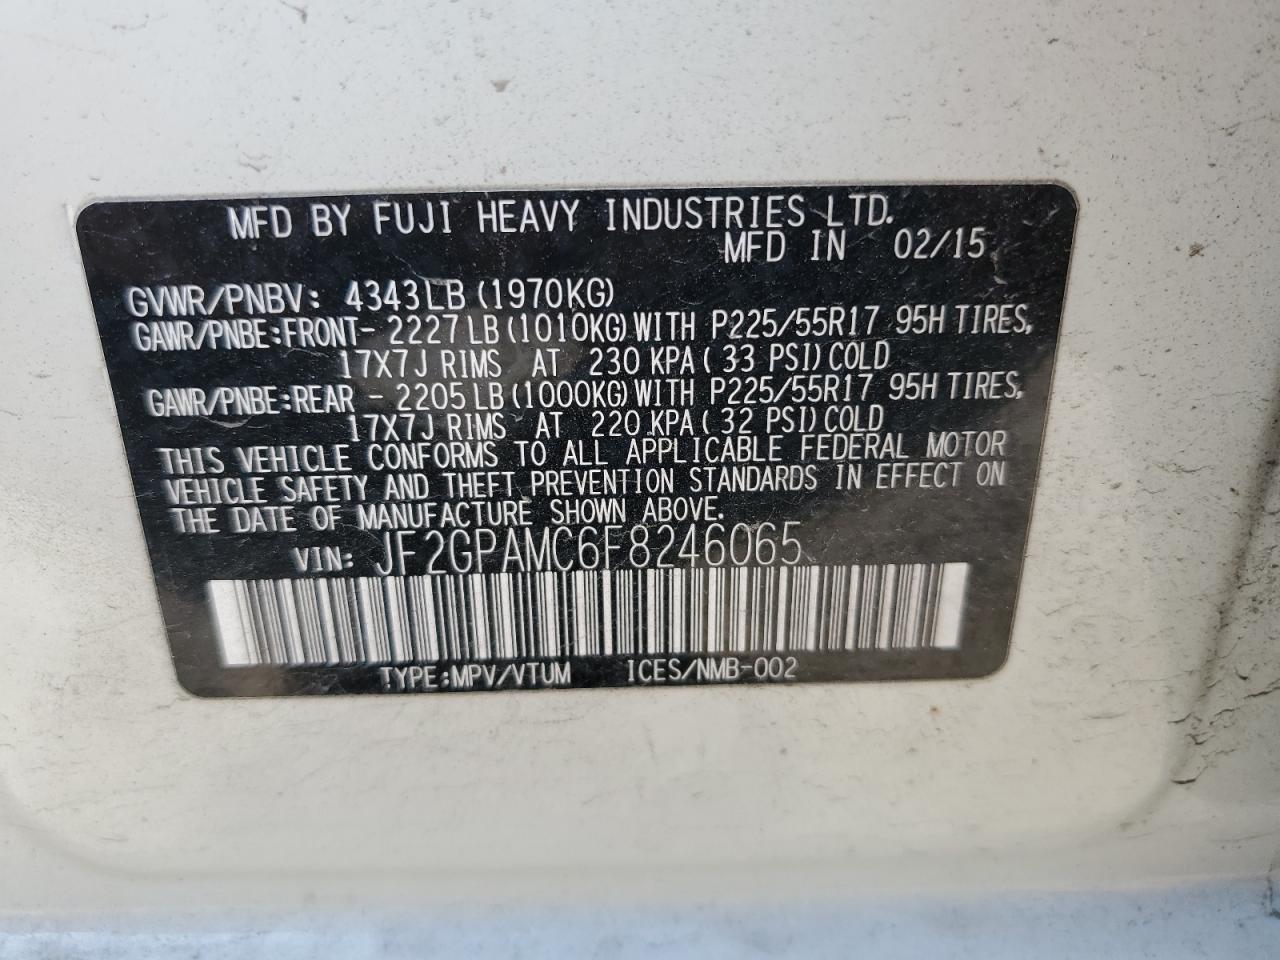 MFD BY FUJI HEAVY INDUSTRIES LTD.
MFD IN 02/15
GVWR/PNBV: 4343LB (1970KG)
GAWR/PNBE:FRONT- 2227 LB (1010KG) WITH P225/55R17 95H TIRES,
17X7J RIMS AT 230 KPA ( 33 PSI) COLD
GAWR/PNBE:REAR - 2205 LB (1000KG) WITH P225/55R17 95H TIRES,
17X7J RIMS AT 220 KPA ( 32 PSI) COLD
THIS VEHICLE CONFORMS TO ALL APPLICABLE FEDERAL MOTOR
VEHICLE SAFETY AND THEFT PREVENTION STANDARDS IN EFFECT ON
THE DATE OF MANUFACTURE SHOWN ABOVE.
VIN: JF2GPAMC6F8246065
TYPE:MPV/VTUM ICES/NMB-002